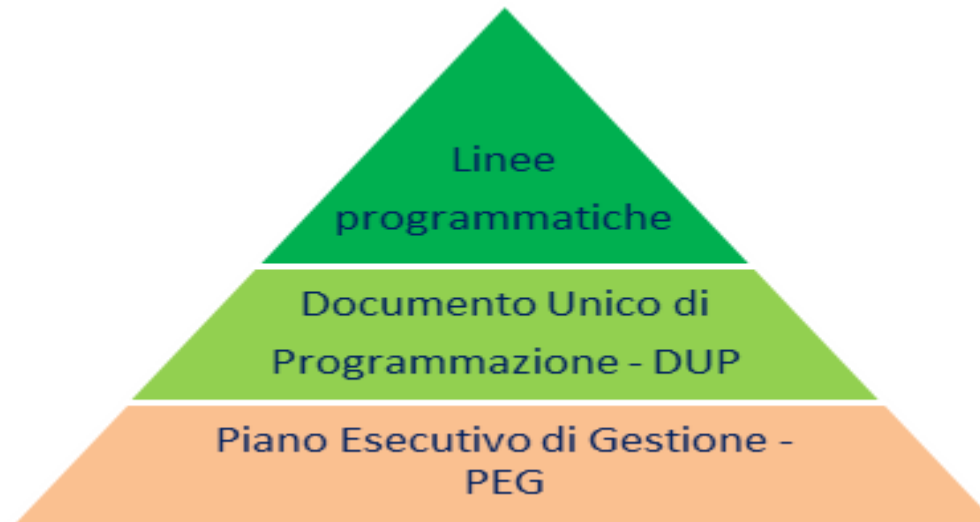 Linee
programmatiche
Documento Unico di
Programmazione - DUP
Piano Esecutivo di Gestione -
PEG